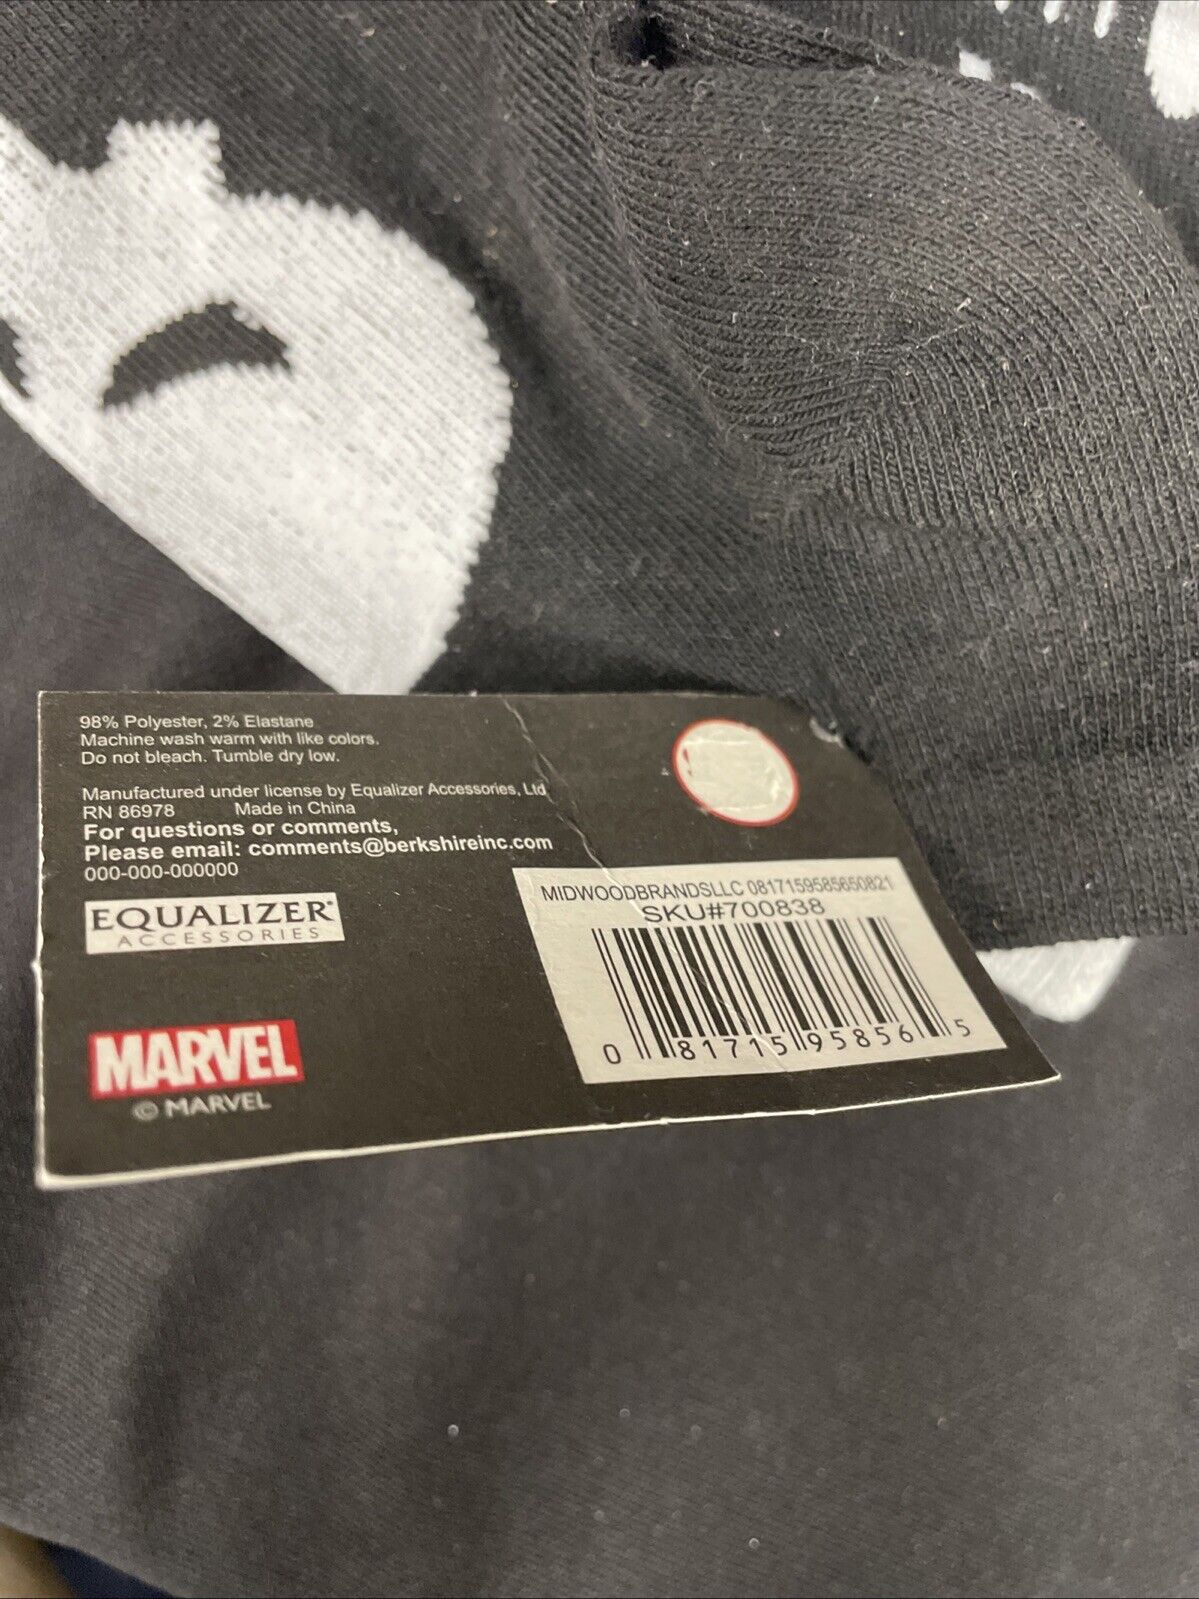 98% Polyester, 2% Elastane
Machine wash warm with like colors.
Do not bleach. Tumble dry low.
Manufactured under license by Equalizer Accessories, Ltd
RN 86978 Made in China
For questions or comments,
Please email: comments@berkshireinc.com
000-000-000000
EQUALIZER®
ACCESSORIES
MARVEL
© MARVEL
MIDWOODBRANDSLLC 0817159585650821
SKU#700838
0 81715 95856 5